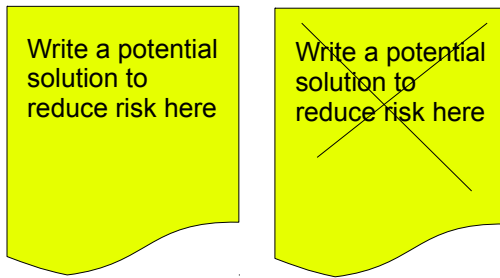 Write a potential
solution to
reduce risk here
Write a potential
solution to
reduce risk here